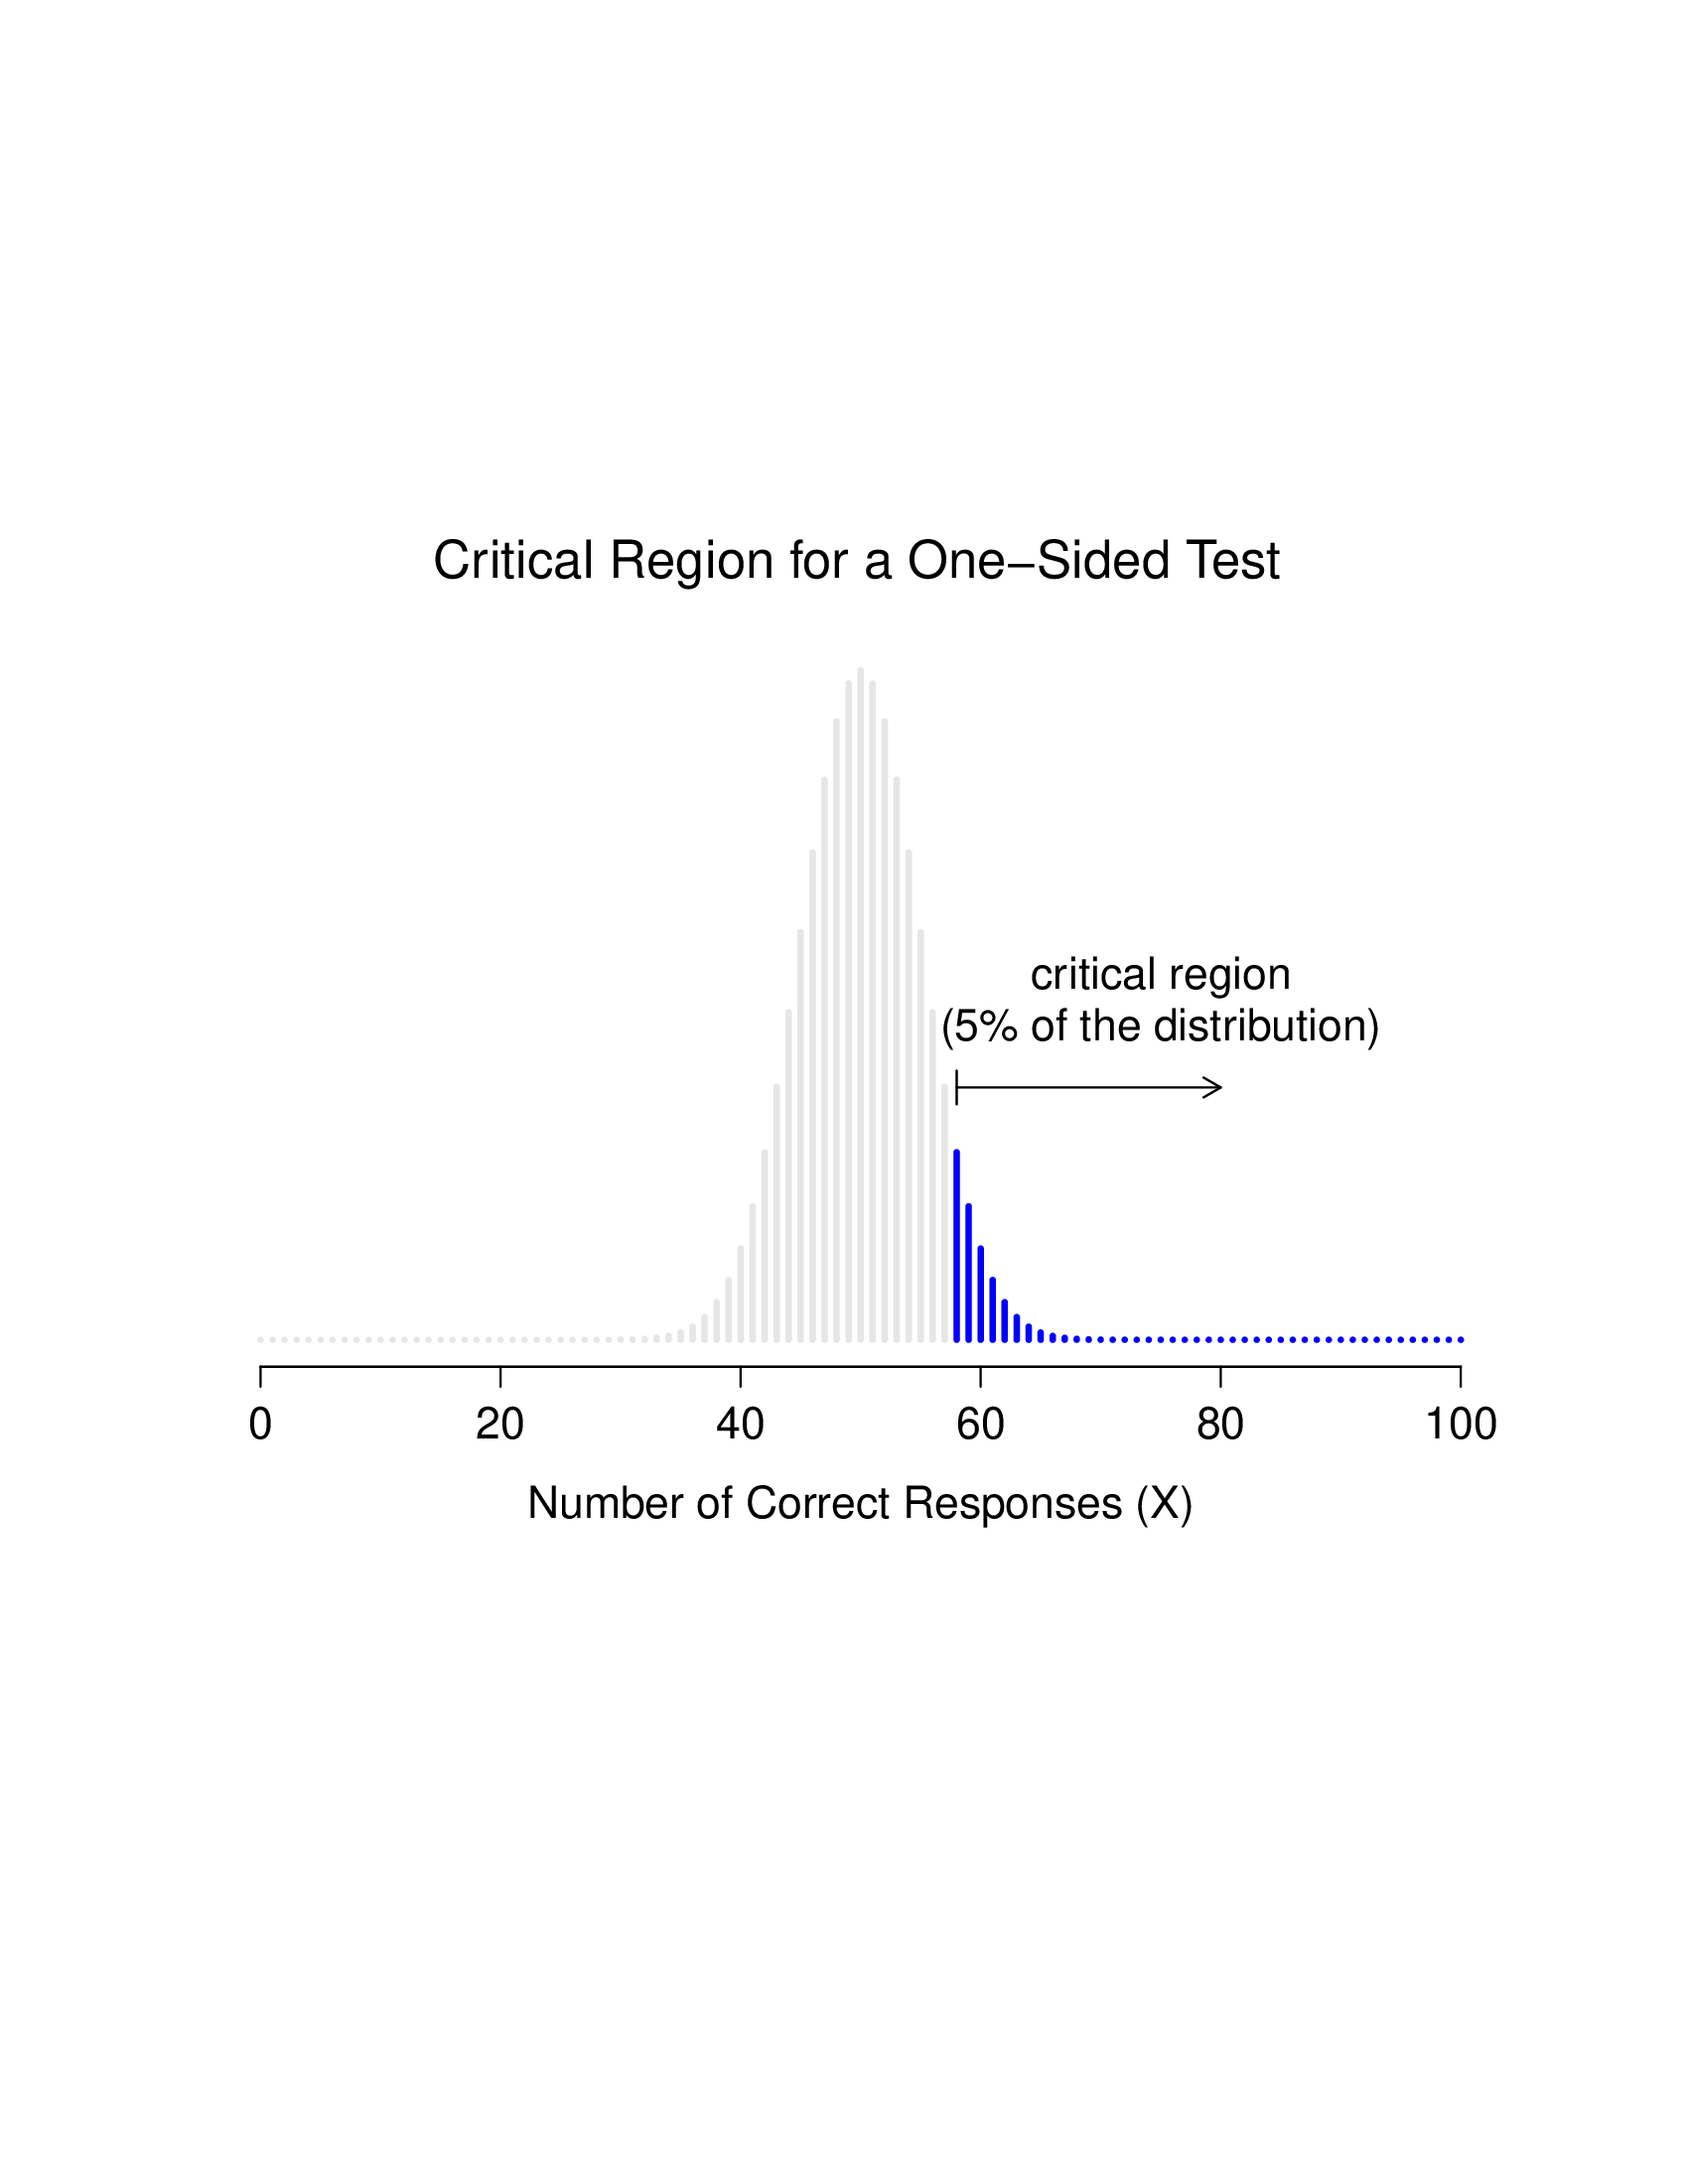 Critical Region for a One−Sided Test
critical region
(5% of the distribution)
0 20 40 60 80 100
Number of Correct Responses (X)